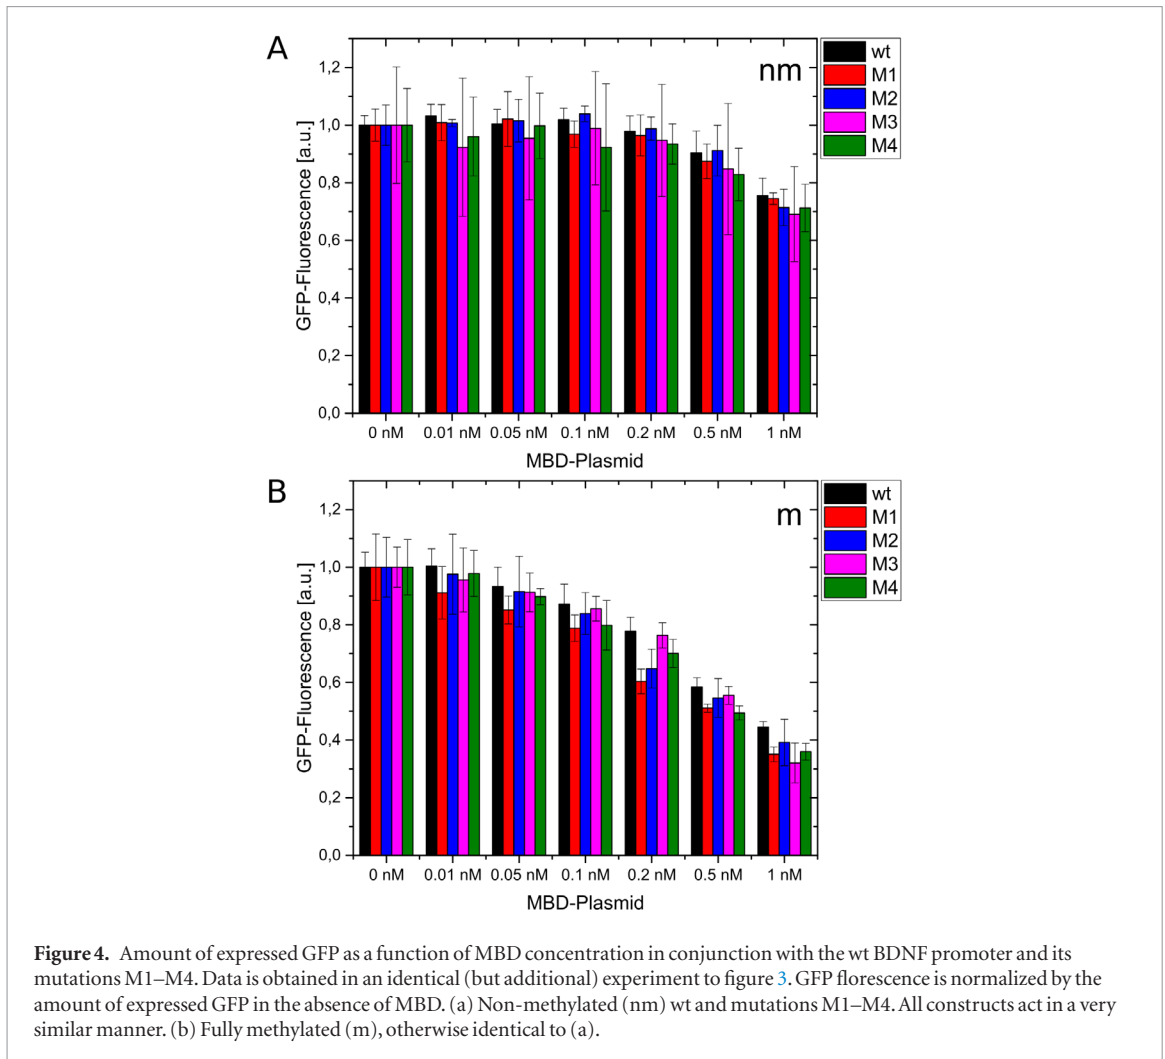 A
nm
wt
M1
M2
M3
M4
1,2
1,0
0,8
0,6
0,4
0,2
0,0
GFP-Fluorescence [a.u.]
0 nM 0.01 nM 0.05 nM 0.1 nM 0.2 nM 0.5 nM 1 nM
MBD-Plasmid
B
m
wt
M1
M2
M3
M4
1,2
1,0
0,8
0,6
0,4
0,2
0,0
GFP-Fluorescence [a.u.]
0 nM 0.01 nM 0.05 nM 0.1 nM 0.2 nM 0.5 nM 1 nM
MBD-Plasmid
Figure 4. Amount of expressed GFP as a function of MBD concentration in conjunction with the wt BDNF promoter and its
mutations M1–M4. Data is obtained in an identical (but additional) experiment to figure 3. GFP florescence is normalized by the
amount of expressed GFP in the absence of MBD. (a) Non-methylated (nm) wt and mutations M1–M4. All constructs act in a very
similar manner. (b) Fully methylated (m), otherwise identical to (a).